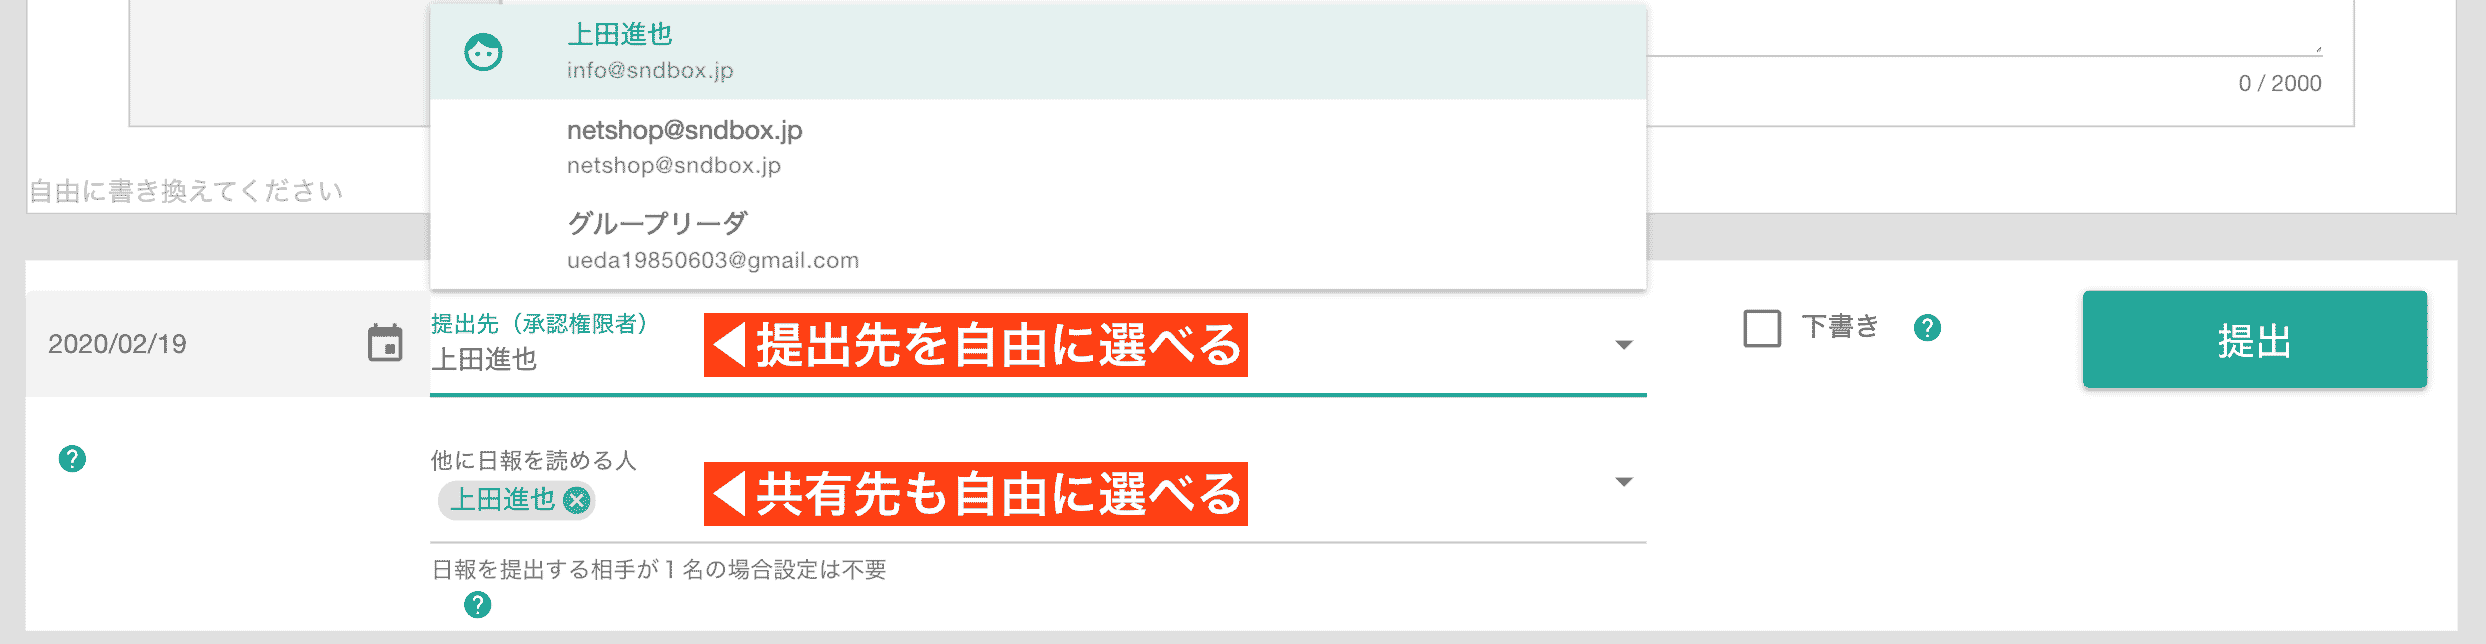 上田進也
info@sndbox.jp
0 / 2000
netshop@sndbox.jp
netshop@sndbox.jp
自由に書き換えてください
グループリーダ
ueda19850603@gmail.com
2020/02/19
提出先（承認権限者）
上田進也
◀提出先を自由に選べる
下書き
?
提出
?
他に日報を読める人
上田進也
◀共有先も自由に選べる
日報を提出する相手が１名の場合設定は不要
?